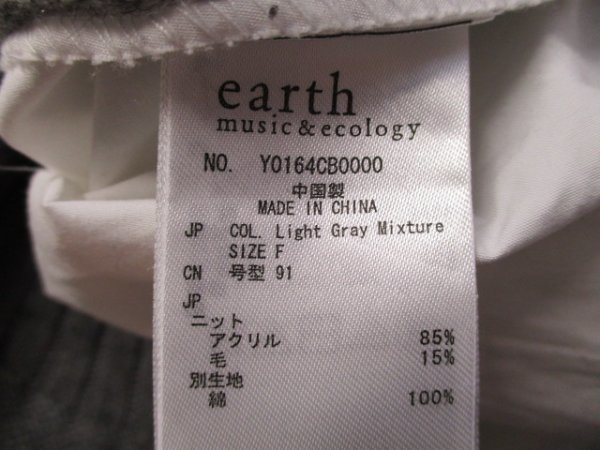 earth
music&ecology
NO. Y0164CB0000
中国製
MADE IN CHINA
JP COL. Light Gray Mixture
SIZE F
CN 号型 91
JP
ニット
アクリル 85%
毛 15%
別生地
綿 100%